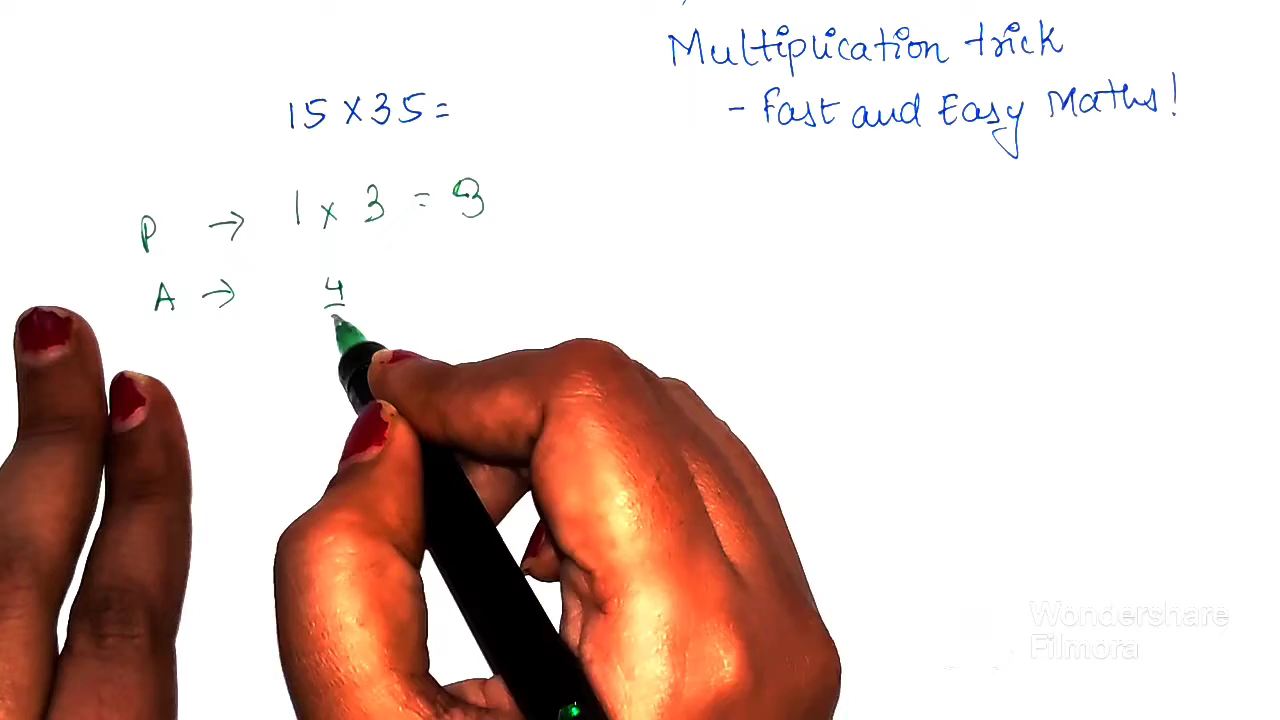 Multiplication trick
- Fast and Easy Maths!
15 X 35 =
P → 1 x 3 = 3
A → 4
Wondershare
Filmora